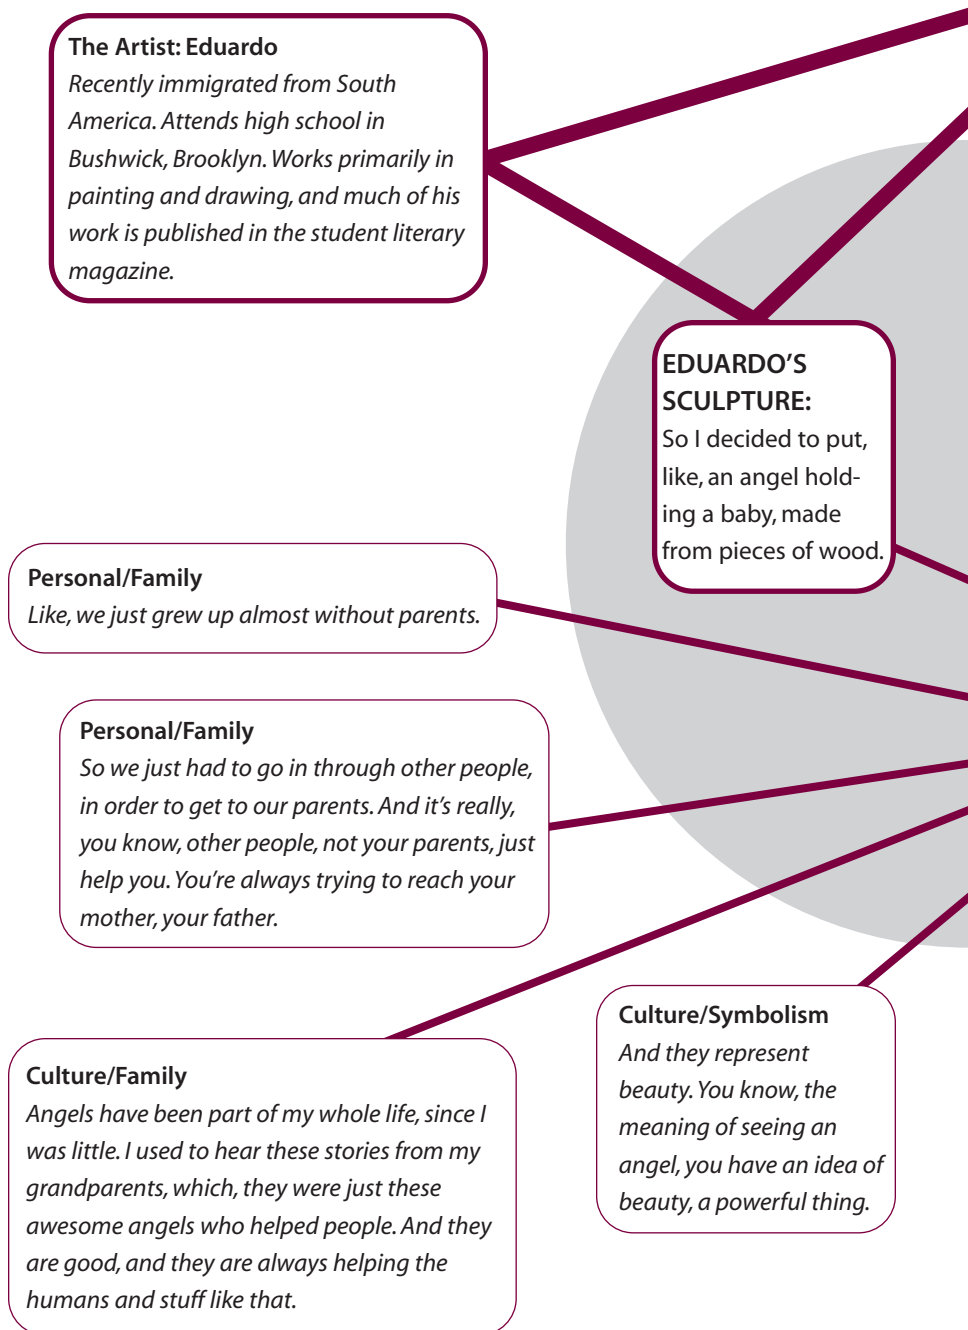 The Artist: Eduardo
Recently immigrated from South
America. Attends high school in
Bushwick, Brooklyn. Works primarily in
painting and drawing, and much of his
work is published in the student literary
magazine.
EDUARDO'S
SCULPTURE:
So I decided to put,
like, an angel hold-
ing a baby, made
from pieces of wood.
Personal/Family
Like, we just grew up almost without parents.
Personal/Family
So we just had to go in through other people,
in order to get to our parents. And it's really,
you know, other people, not your parents, just
help you. You're always trying to reach your
mother, your father.
Culture/Symbolism
And they represent
beauty. You know, the
meaning of seeing an
angel, you have an idea of
beauty, a powerful thing.
Culture/Family
Angels have been part of my whole life, since I
was little. I used to hear these stories from my
grandparents, which, they were just these
awesome angels who helped people. And they
are good, and they are always helping the
humans and stuff like that.